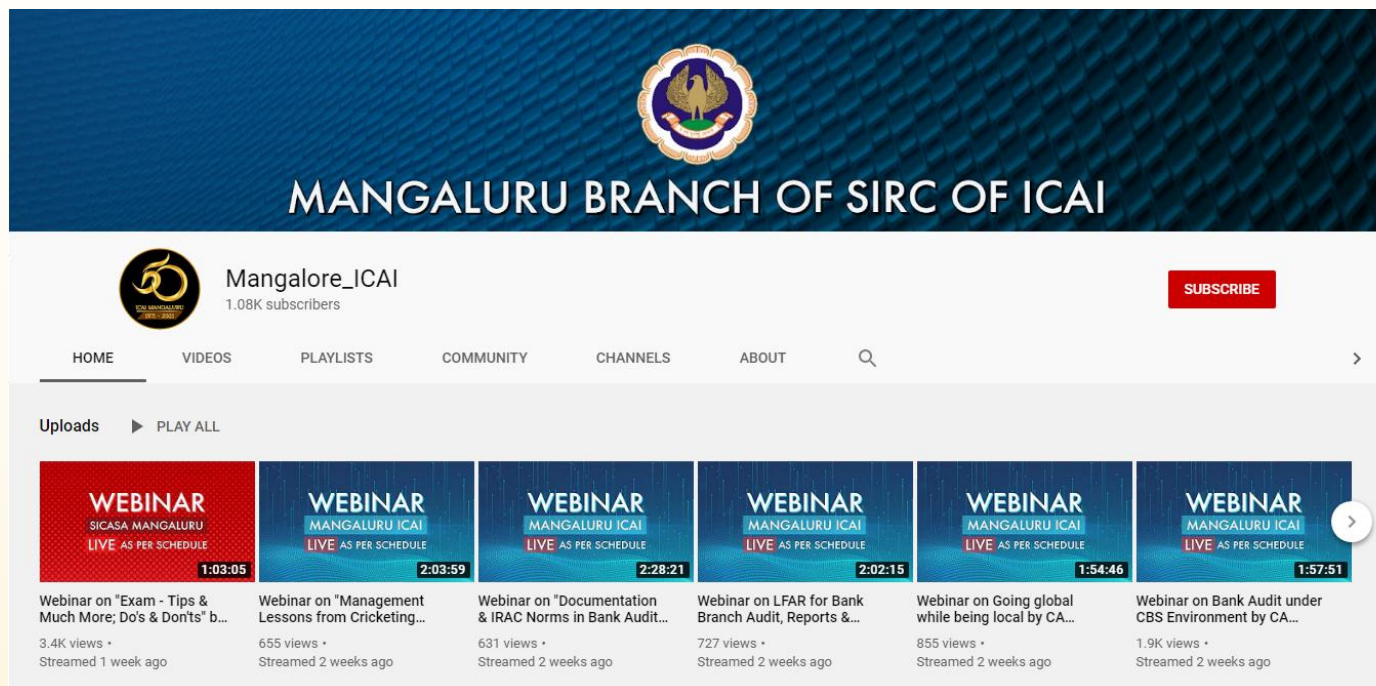 MANGALURU BRANCH OF SIRC OF ICAI
50
ICAI MANGALURU
1971 - 2021
Mangalore_ICAI
1.08K subscribers
SUBSCRIBE
HOME VIDEOS PLAYLISTS COMMUNITY CHANNELS ABOUT
Uploads PLAY ALL
WEBINAR
SICASA MANGALURU
LIVE AS PER SCHEDULE
1:03:05
Webinar on "Exam - Tips &
Much More; Do's & Don'ts" b...
3.4K views •
Streamed 1 week ago
WEBINAR
MANGALURU ICAI
LIVE AS PER SCHEDULE
2:03:59
Webinar on "Management
Lessons from Cricketing...
655 views •
Streamed 2 weeks ago
WEBINAR
MANGALURU ICAI
LIVE AS PER SCHEDULE
2:28:21
Webinar on "Documentation
& IRAC Norms in Bank Audit...
631 views •
Streamed 2 weeks ago
WEBINAR
MANGALURU ICAI
LIVE AS PER SCHEDULE
2:02:15
Webinar on LFAR for Bank
Branch Audit, Reports &...
727 views •
Streamed 2 weeks ago
WEBINAR
MANGALURU ICAI
LIVE AS PER SCHEDULE
1:54:46
Webinar on Going global
while being local by CA...
855 views •
Streamed 2 weeks ago
WEBINAR
MANGALURU ICAI
LIVE AS PER SCHEDULE
1:57:51
Webinar on Bank Audit under
CBS Environment by CA...
1.9K views •
Streamed 2 weeks ago